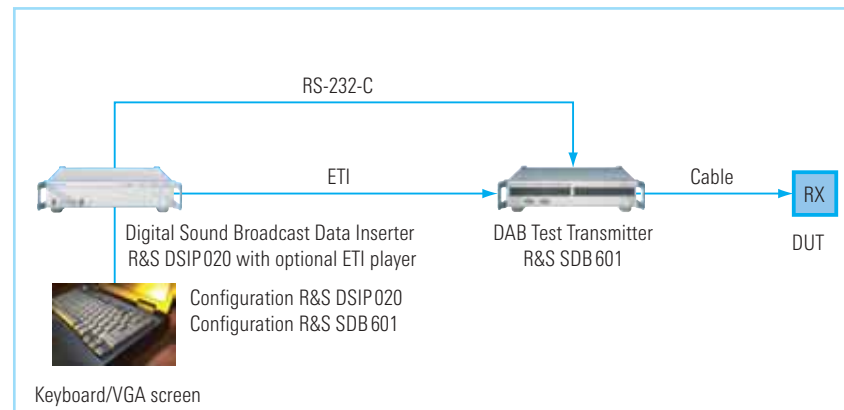 RS-232-C
ETI
Cable
RX
DUT
Digital Sound Broadcast Data Inserter
R&S DSIP020 with optional ETI player
DAB Test Transmitter
R&S SDB601
Configuration R&S DSIP020
Configuration R&S SDB601
Keyboard/VGA screen